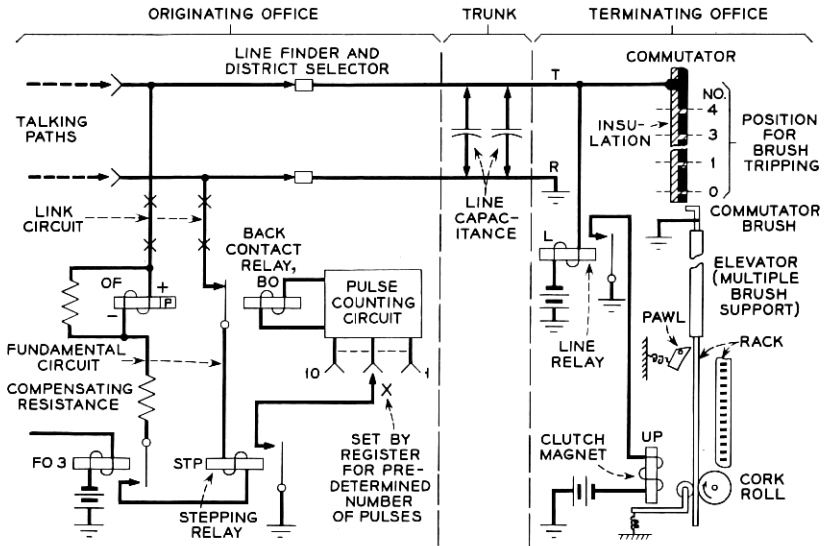 ORIGINATING OFFICE
TRUNK
TERMINATING OFFICE
LINE FINDER AND
DISTRICT SELECTOR
T
COMMUTATOR
NO.
4
3
1
0
TALKING
PATHS
INSU-
LATION
POSITION
FOR
BRUSH
TRIPPING
R
LINK
CIRCUIT
LINE
CAPAC-
ITANCE
COMMUTATOR
BRUSH
BACK
CONTACT
RELAY,
BO
PULSE
COUNTING
CIRCUIT
L
ELEVATOR
(MULTIPLE
BRUSH
SUPPORT)
OF
+
P
-
LINE
RELAY
PAWL
RACK
FUNDAMENTAL
CIRCUIT
COMPENSATING
RESISTANCE
10
1
X
SET BY
REGISTER
FOR PRE-
DETERMINED
NUMBER
OF PULSES
FO 3
STP
STEPPING
RELAY
CLUTCH
MAGNET
UP
CORK
ROLL